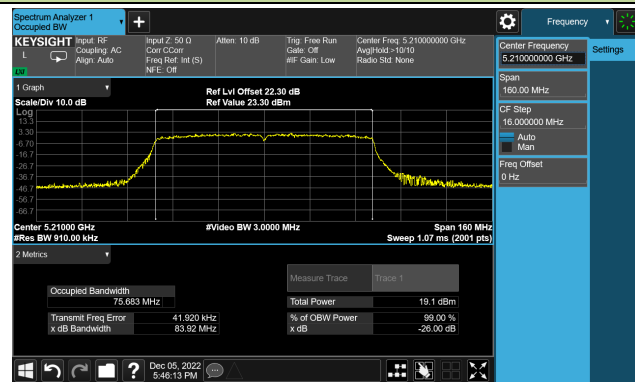 Spectrum Analyzer 1
Occupied BW
Frequency
KEYSIGHT
Input: RF
Coupling: AC
Align: Auto
Input Z: 50 Ω
Corr CCorr
Freq Ref: Int (S)
NFE: Off
Atten: 10 dB
Trig: Free Run
Gate: Off
#IF Gain: Low
Center Freq: 5.210000000 GHz
Avg|Hold:>10/10
Radio Std: None
L
LXI
Center Frequency
5.210000000 GHz
Settings
Span
160.00 MHz
CF Step
16.000000 MHz
Auto
Man
Freq Offset
0 Hz
1 Graph
Scale/Div 10.0 dB
Ref Lvl Offset 22.30 dB
Ref Value 23.30 dBm
Log
13.3
3.30
-6.70
-16.7
-26.7
-36.7
-46.7
-56.7
-66.7
Center 5.21000 GHz
#Video BW 3.0000 MHz
Span 160 MHz
#Res BW 910.00 kHz
Sweep 1.07 ms (2001 pts)
2 Metrics
Measure Trace
Trace 1
Occupied Bandwidth
75.683 MHz
Total Power
19.1 dBm
Transmit Freq Error
41.920 kHz
% of OBW Power
99.00 %
x dB Bandwidth
83.92 MHz
x dB
-26.00 dB
?
Dec 05, 2022
5:46:13 PM